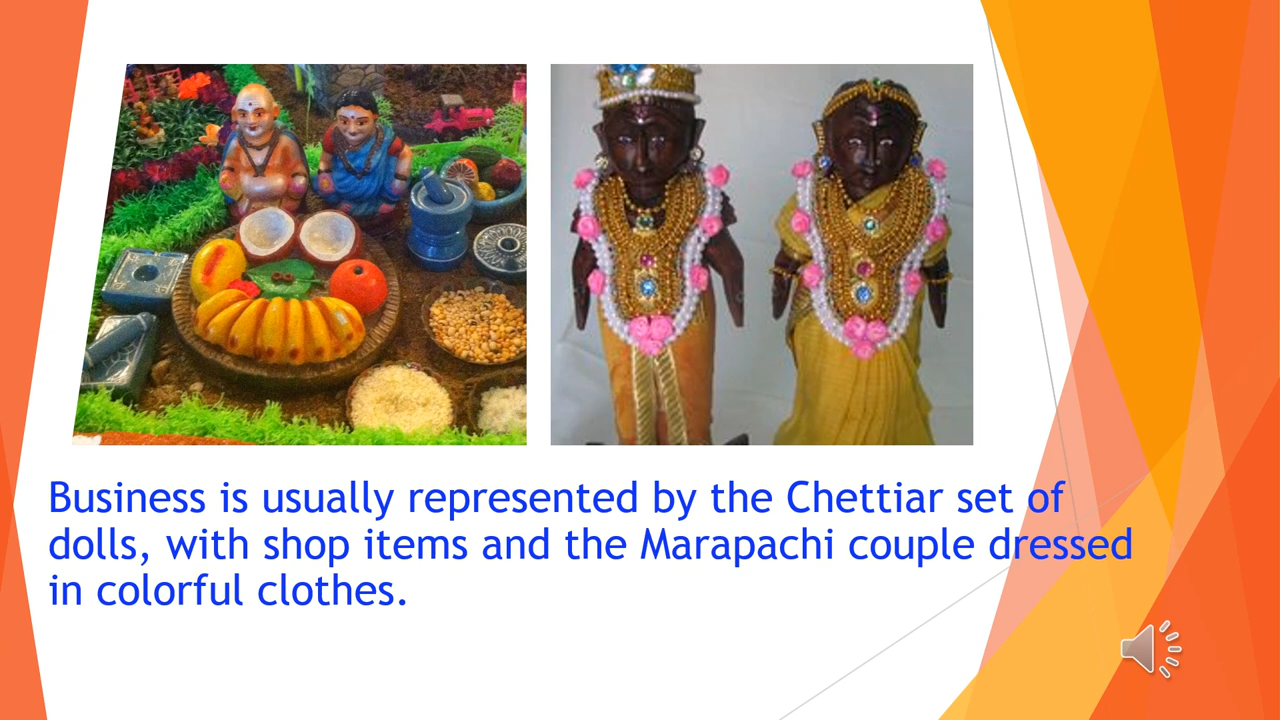 Business is usually represented by the Chettiar set of
dolls, with shop items and the Marapachi couple dressed
in colorful clothes.